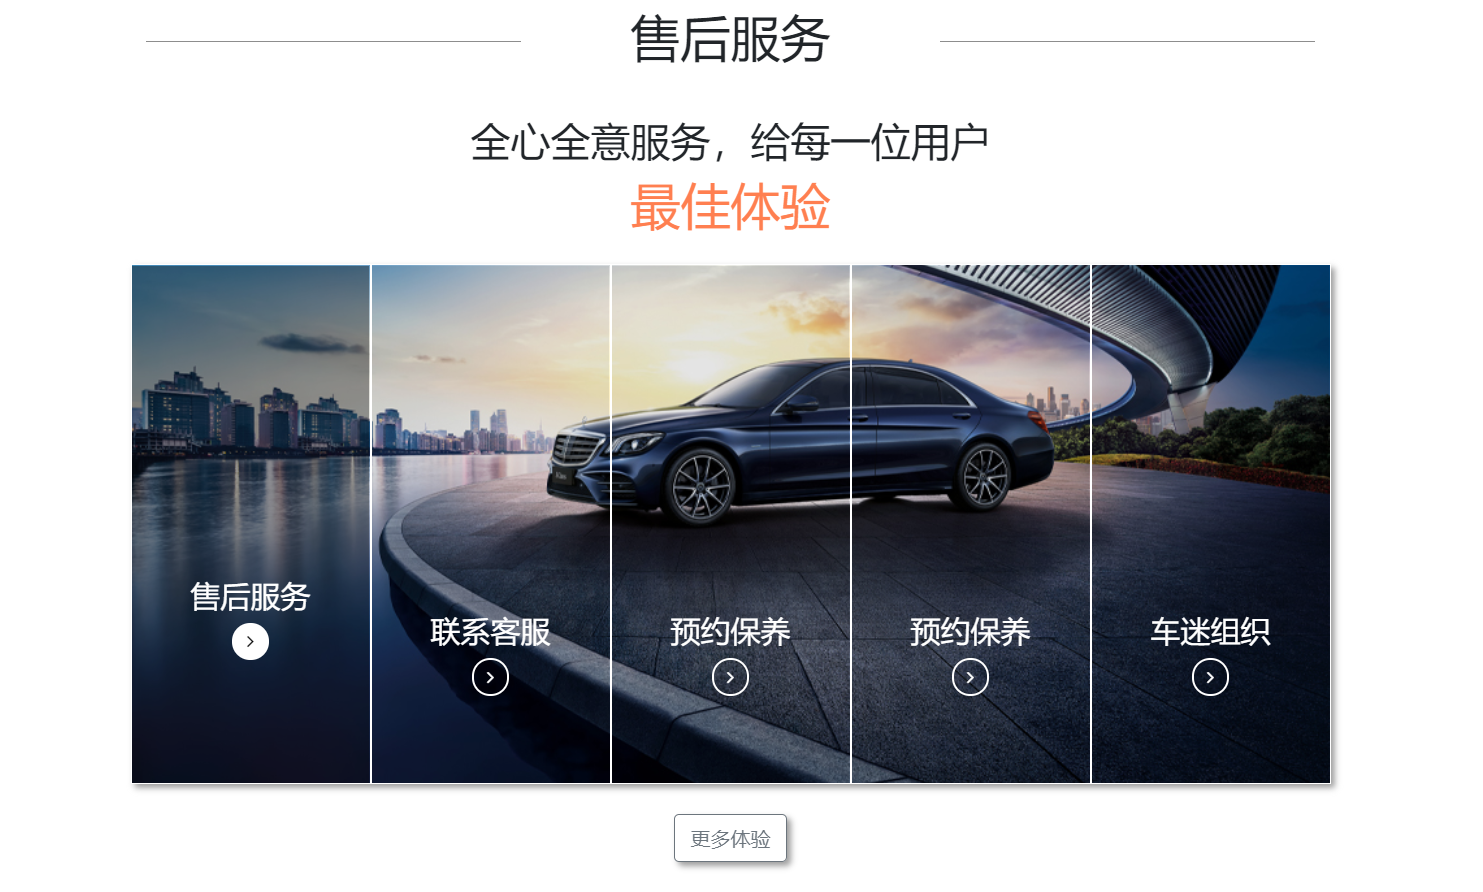 售后服务
全心全意服务，给每一位用户
最佳体验
售后服务
联系客服
预约保养
预约保养
车迷组织
更多体验